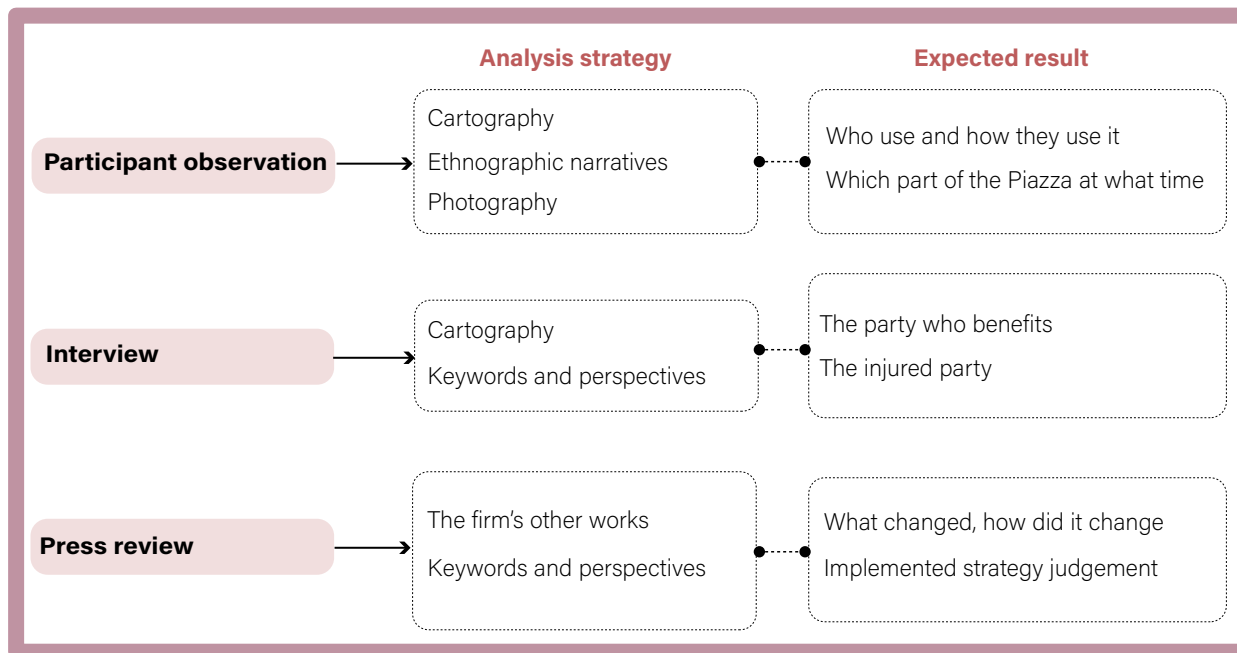 Analysis strategy
Expected result
Participant observation
Cartography
Ethnographic narratives
Photography
Who use and how they use it
Which part of the Piazza at what time
Interview
Cartography
Keywords and perspectives
The party who benefits
The injured party
Press review
The firm’s other works
Keywords and perspectives
What changed, how did it change
Implemented strategy judgement